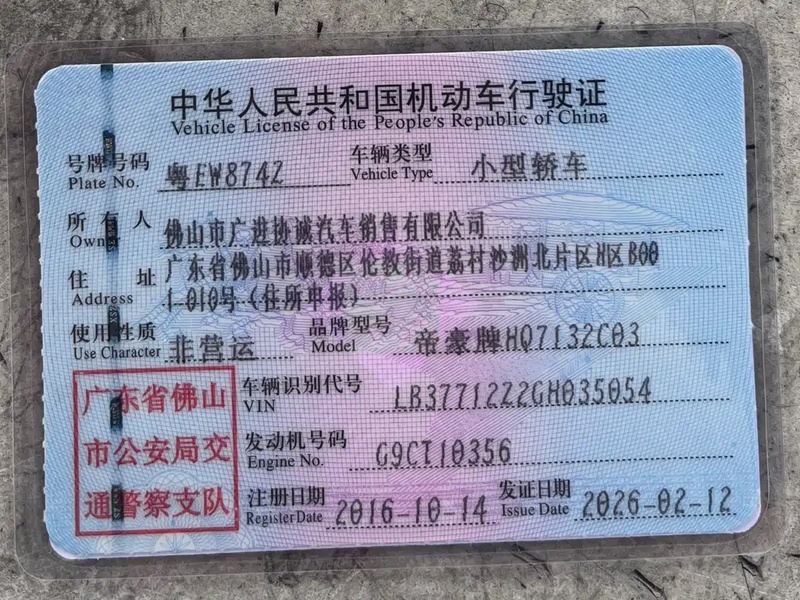 中华人民共和国机动车行驶证
Vehicle License of the People's Republic of China
号牌号码 粤EW8742 车辆类型 小型轿车
Plate No. Vehicle Type
所有人 佛山市广进协诚汽车销售有限公司
Owner
住址 广东省佛山市顺德区伦教街道荔村沙洲北片区H区B00
Address 1-010号(住所申报)
使用性质 非营运 品牌型号 帝豪牌HQ7132C03
Use Character Model
车辆识别代号 LB37712Z2GH035054
VIN
发动机号码 G9CT10356
Engine No.
注册日期 2016-10-14 发证日期 2026-02-12
Register Date Issue Date
广东省佛山
市公安局交
通警察支队